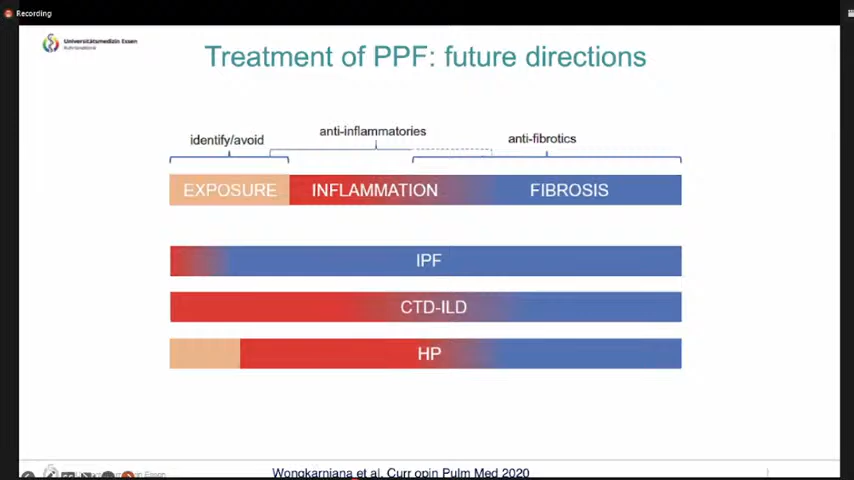 Recording
Universitätsmedizin Essen
Treatment of PPF: future directions
identify/avoid
anti-inflammatories
anti-fibrotics
EXPOSURE
INFLAMMATION
FIBROSIS
IPF
CTD-ILD
HP
Wongkarniana et al. Curr opin Pulm Med 2020